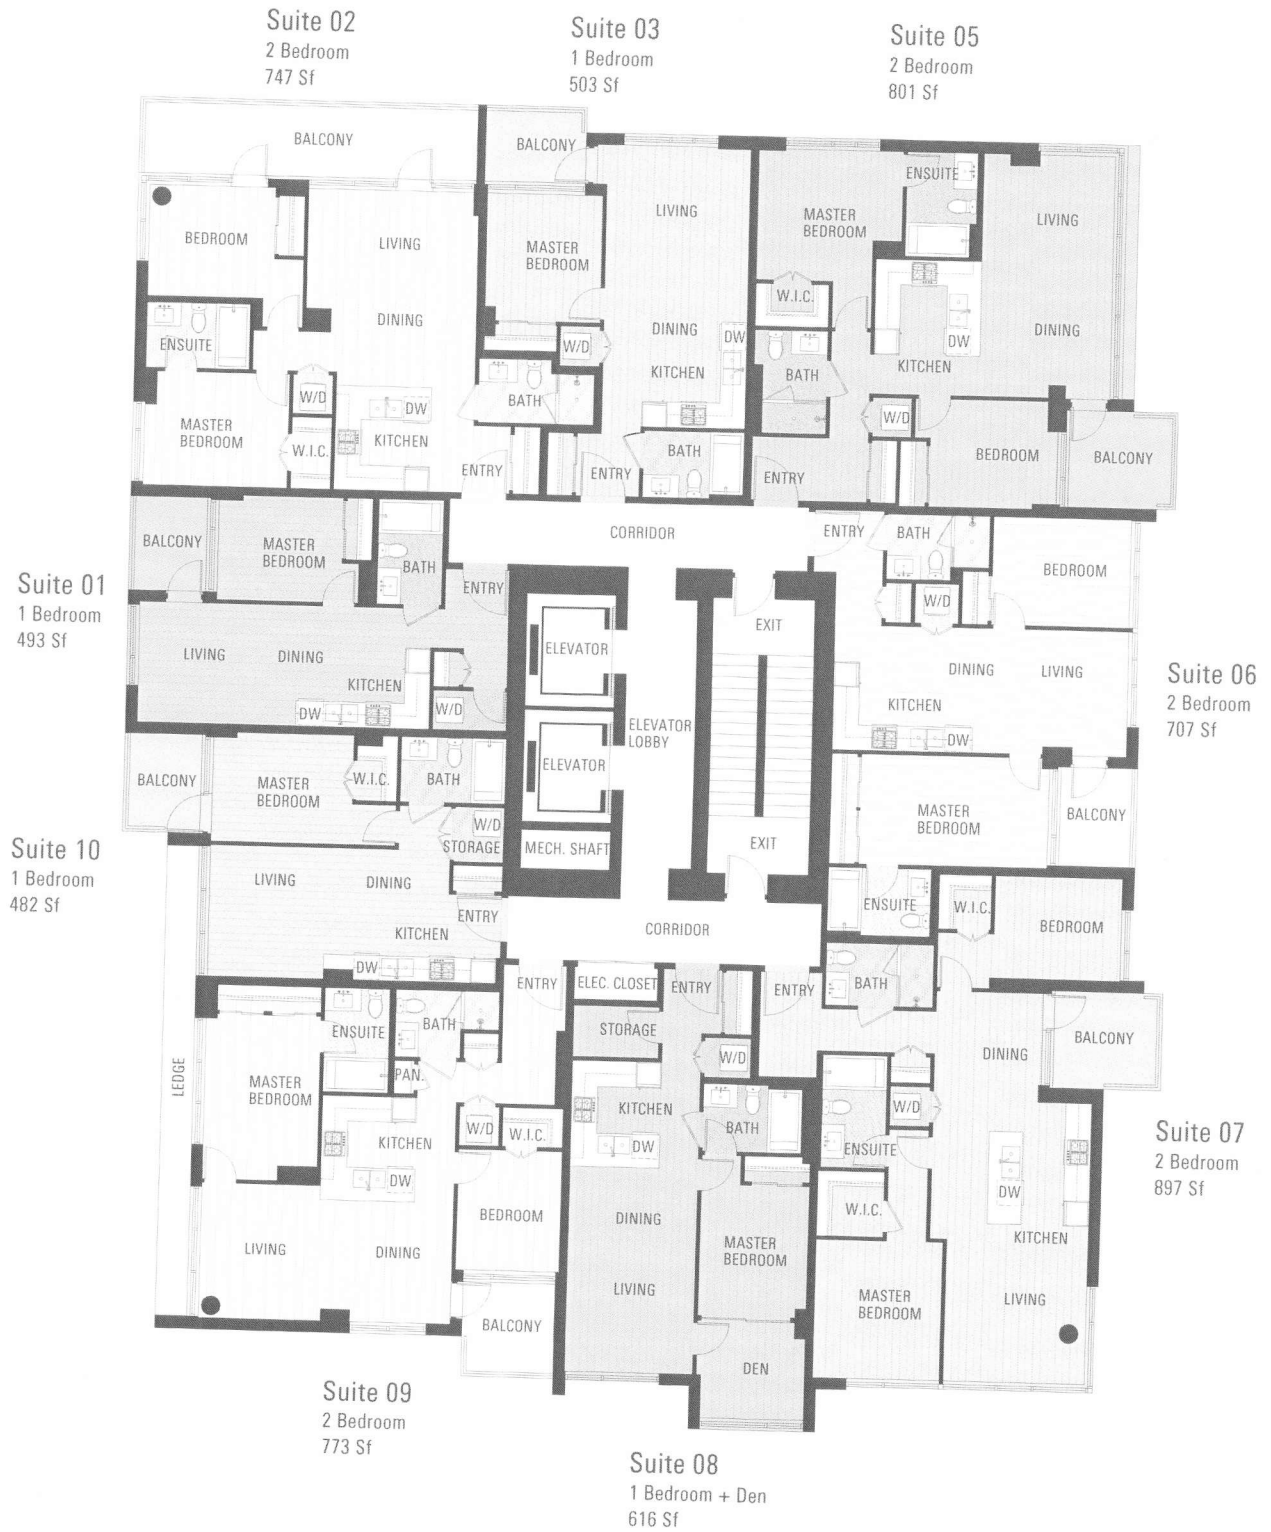 Suite 02
2 Bedroom
747 Sf
Suite 03
1 Bedroom
503 Sf
Suite 05
2 Bedroom
801 Sf
BALCONY
BEDROOM
LIVING
DINING
ENSUITE
MASTER
BEDROOM
W/D
W.I.C.
DW
KITCHEN
ENTRY
BALCONY
LIVING
MASTER
BEDROOM
DINING
DW
W/D
KITCHEN
BATH
BATH
ENTRY
ENSUITE
MASTER
BEDROOM
LIVING
W.I.C.
DINING
DW
BATH
KITCHEN
W/D
BEDROOM
BALCONY
ENTRY
CORRIDOR
Suite 01
1 Bedroom
493 Sf
BALCONY
MASTER
BEDROOM
BATH
ENTRY
LIVING
DINING
KITCHEN
DW
W/D
ELEVATOR
ELEVATOR
ELEVATOR
LOBBY
MECH. SHAFT
EXIT
EXIT
ENTRY
BATH
BEDROOM
W/D
DINING
LIVING
KITCHEN
DW
MASTER
BEDROOM
BALCONY
ENSUITE
Suite 06
2 Bedroom
707 Sf
Suite 10
1 Bedroom
482 Sf
BALCONY
MASTER
BEDROOM
W.I.C.
BATH
W/D
STORAGE
LIVING
DINING
ENTRY
KITCHEN
DW
CORRIDOR
W.I.C.
BEDROOM
BATH
ENTRY
DINING
BALCONY
W/D
ENSUITE
DW
W.I.C.
KITCHEN
MASTER
BEDROOM
LIVING
Suite 07
2 Bedroom
897 Sf
ELEC. CLOSET
ENTRY
STORAGE
W/D
KITCHEN
BATH
DW
DINING
MASTER
BEDROOM
LIVING
DEN
LEDGE
ENTRY
ENSUITE
BATH
PAN.
MASTER
BEDROOM
W/D
W.I.C.
KITCHEN
DW
BEDROOM
LIVING
DINING
BALCONY
Suite 09
2 Bedroom
773 Sf
Suite 08
1 Bedroom + Den
616 Sf